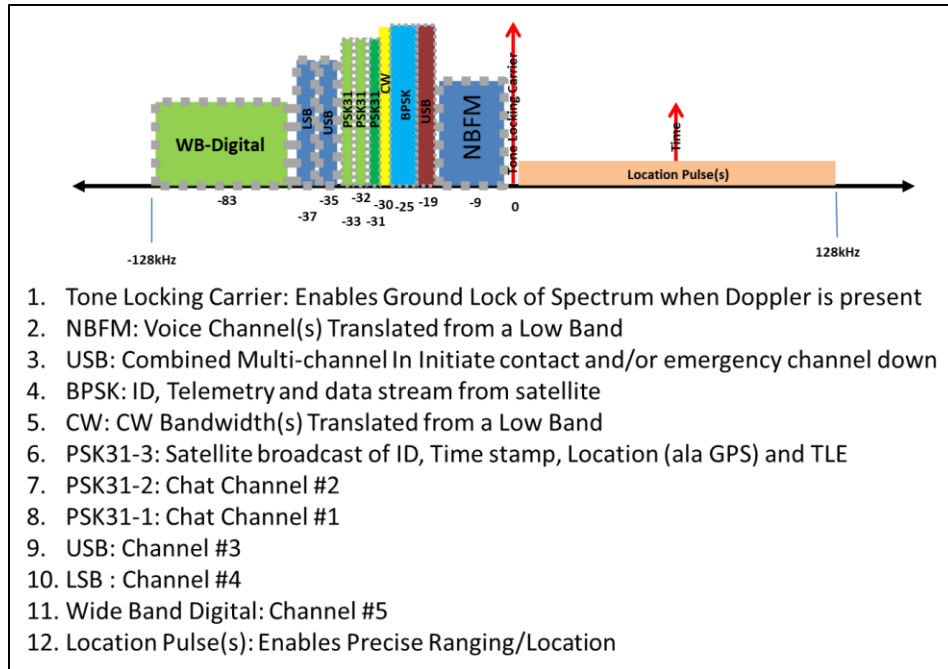 WB-Digital
LSB
USB
PSK31
PSK31
PSK31
CW
BPSK
USB
NBFM
Tone Locking Carrier
Time
Location Pulse(s)
-128kHz
-83
-37
-35
-33
-32
-31
-30
-25
-19
-9
0
128kHz
1. Tone Locking Carrier: Enables Ground Lock of Spectrum when Doppler is present
2. NBFM: Voice Channel(s) Translated from a Low Band
3. USB: Combined Multi-channel In Initiate contact and/or emergency channel down
4. BPSK: ID, Telemetry and data stream from satellite
5. CW: CW Bandwidth(s) Translated from a Low Band
6. PSK31-3: Satellite broadcast of ID, Time stamp, Location (ala GPS) and TLE
7. PSK31-2: Chat Channel #2
8. PSK31-1: Chat Channel #1
9. USB: Channel #3
10. LSB : Channel #4
11. Wide Band Digital: Channel #5
12. Location Pulse(s): Enables Precise Ranging/Location